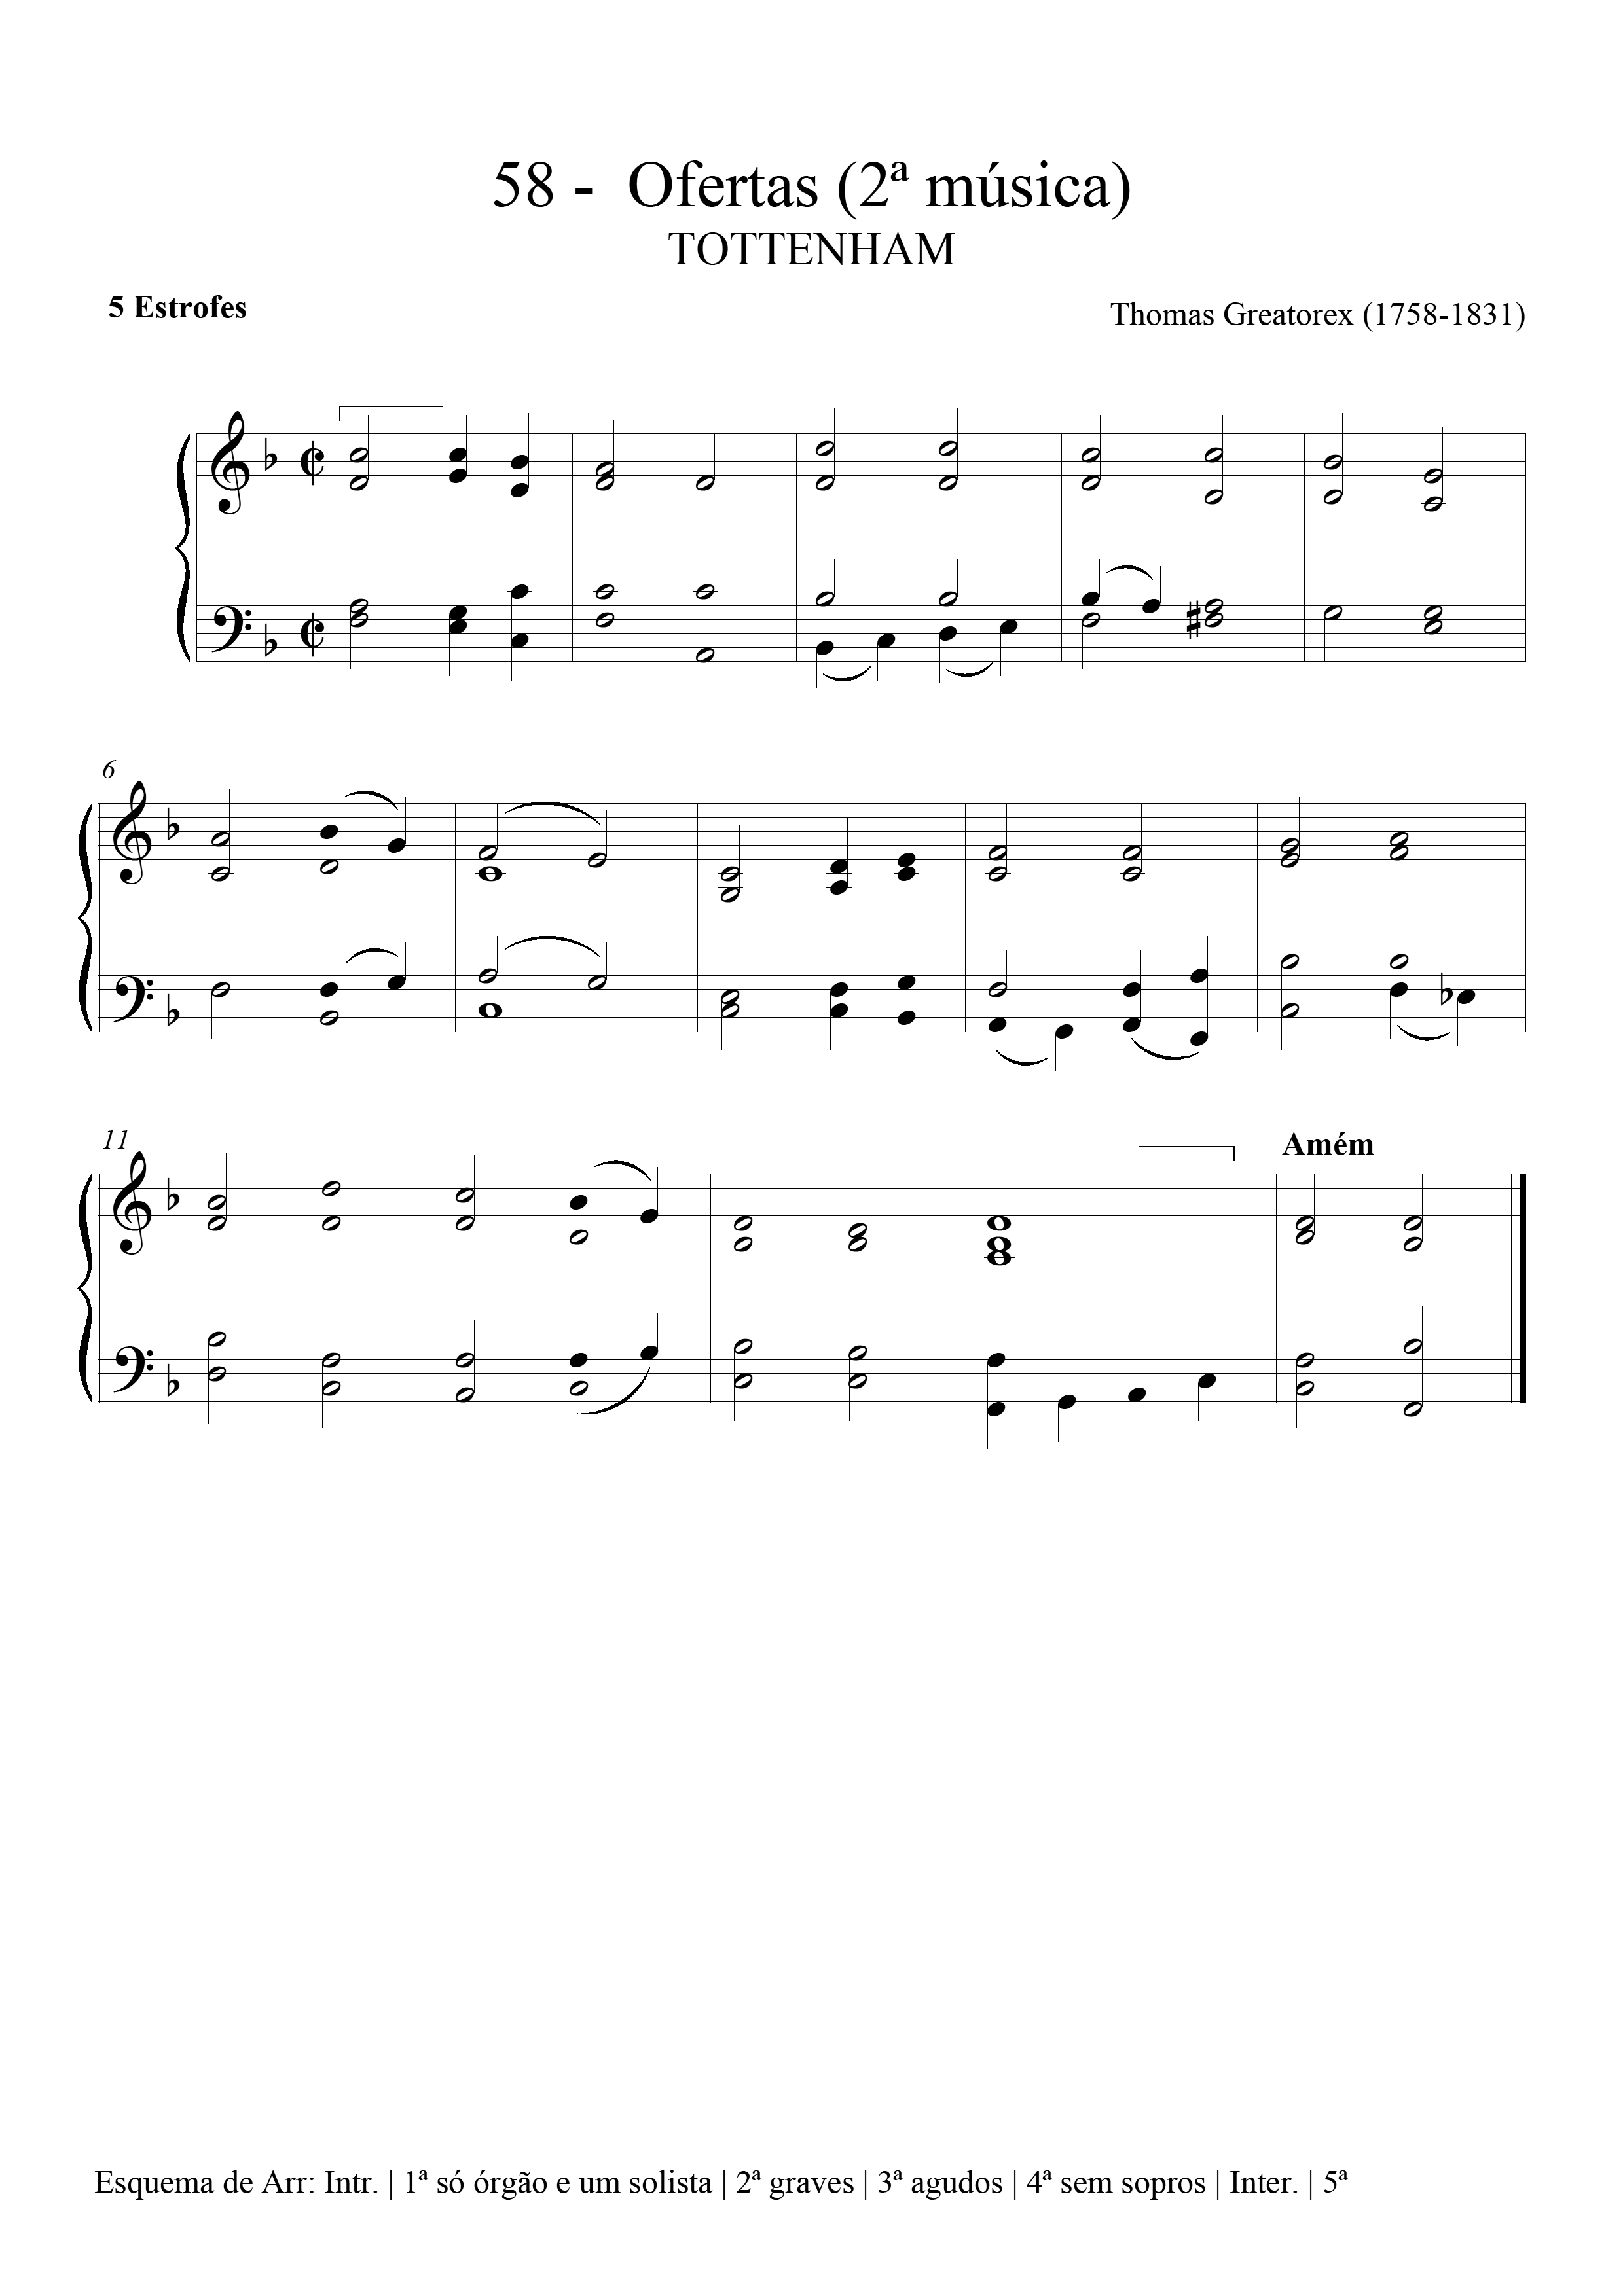 58 - Ofertas (2ª música)
TOTTENHAM
5 Estrofes
Thomas Greatorex (1758-1831)
6
11
Amém
Esquema de Arr: Intr. | 1ª só órgão e um solista | 2ª graves | 3ª agudos | 4ª sem sopros | Inter. | 5ª